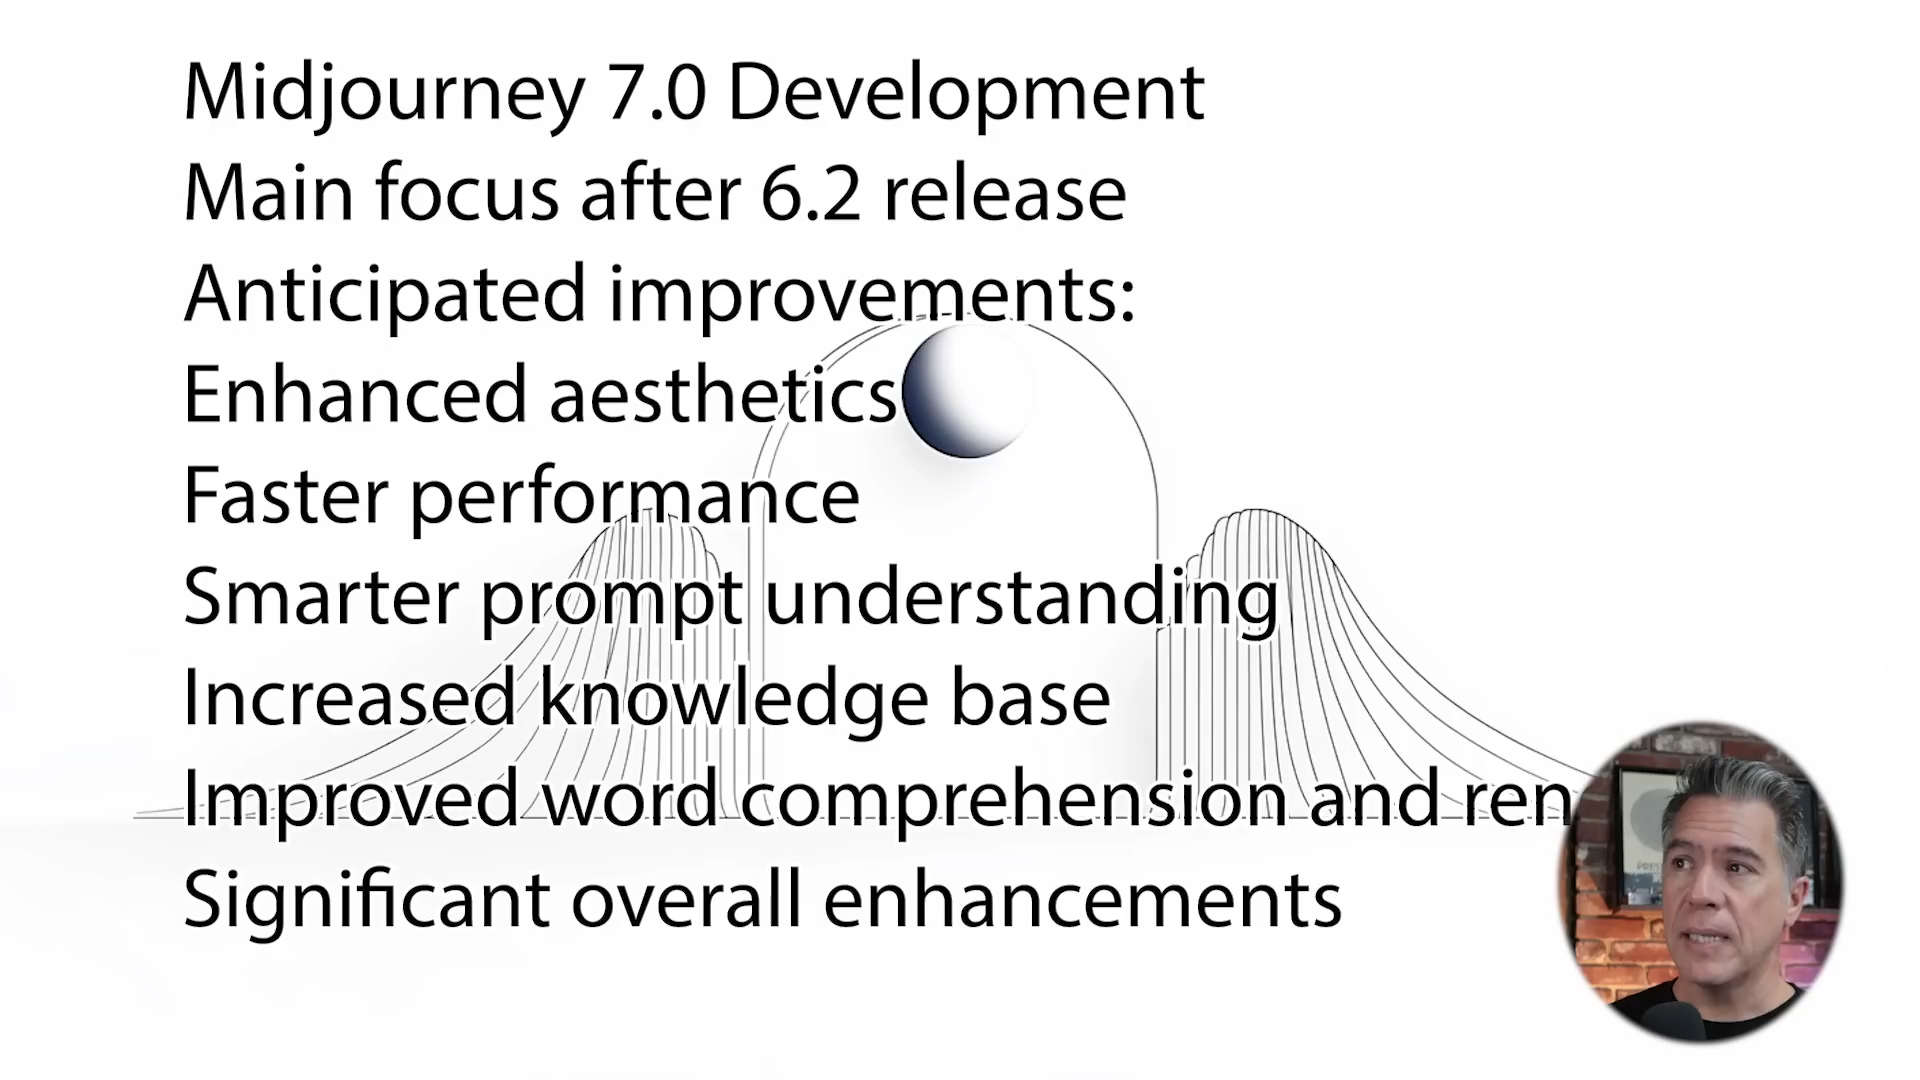 Midjourney 7.0 Development
Main focus after 6.2 release
Anticipated improvements:
Enhanced aesthetics
Faster performance
Smarter prompt understanding
Increased knowledge base
Improved word comprehension and
Significant overall enhancements